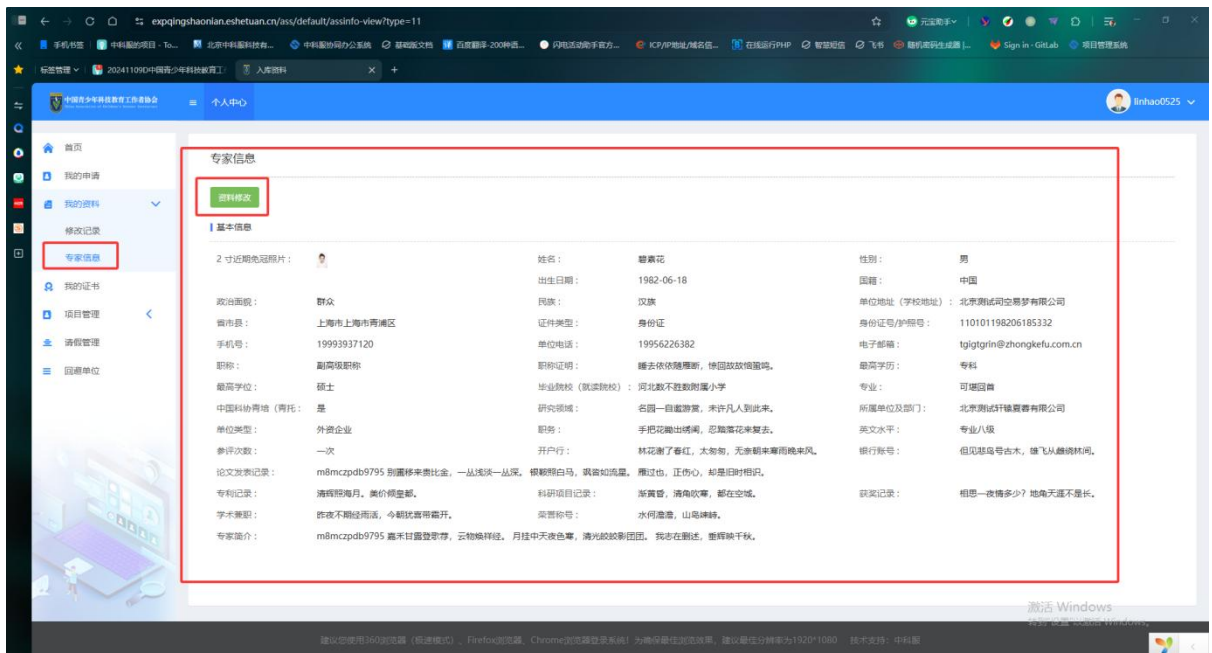 expqingshaonian.eshetuan.cn/ass/default/assinfo-view?type=11
元宝助手
手机书签 中科服的项目 - To... 北京中科服科技有... 中科服协同办公系统 基础版文档 百度翻译-200种语... 闪电活动助手官方... ICP/IP地址/域名信... 在线运行PHP 智慧短信 飞书 随机密码生成器 |... Sign in · GitLab 项目管理系统
标签管理 20241109D中国青少年科技教育工 入库资料 × +
中国青少年科技教育工作者协会 个人中心 linhao0525
首页
我的申请
我的资料
修改记录
专家信息
我的证书
项目管理
请假管理
回避单位
专家信息
资料修改
基本信息
2 寸近期免冠照片： 姓名： 碧素花 性别： 男
出生日期： 1982-06-18 国籍： 中国
政治面貌： 群众 民族： 汉族 单位地址（学校地址）： 北京测试司空易梦有限公司
省市县： 上海市上海市青浦区 证件类型： 身份证 身份证号/护照号： 110101198206185332
手机号： 19993937120 单位电话： 19956226382 电子邮箱： tgigtgrin@zhongkefu.com.cn
职称： 副高级职称 职称证明： 睡去依依随雁断，惊回故故恼蛩鸣。 最高学历： 专科
最高学位： 硕士 毕业院校（就读院校）： 河北数不胜数附属小学 专业： 可堪回首
中国科协青培（青托： 是 研究领域： 名园一自邀游赏，未许凡人到此来。 所属单位及部门： 北京测试轩辕夏蓉有限公司
单位类型： 外资企业 职务： 手把花锄出绣闱，忍踏落花来复去。 英文水平： 专业八级
参评次数： 一次 开户行： 林花谢了春红，太匆匆，无奈朝来寒雨晚来风。 银行账号： 但见悲鸟号古木，雄飞从雌绕林间。
论文发表记录： m8mczpdb9795 别圃移来贵比金，一丛浅淡一丛深。 银鞍照白马，飒沓如流星。 雁过也，正伤心，却是旧时相识。
专利记录： 清辉照海月。美价倾皇都。 科研项目记录： 渐黄昏，清角吹寒，都在空城。 获奖记录： 相思一夜情多少？地角天涯不是长。
学术兼职： 昨夜不期经雨活，今朝犹喜带霜开。 荣誉称号： 水何澹澹，山岛竦峙。
专家简介： m8mczpdb9795 嘉禾甘露登歌荐，云物焕祥经。 月挂中天夜色寒，清光皎皎影团团。 我志在删述，垂辉映千秋。
激活 Windows
转到"设置"以激活 Windows。
建议您使用360浏览器（极速模式）、Firefox浏览器、Chrome浏览器登录系统！为确保最佳浏览效果，建议最佳分辨率为1920*1080 技术支持：中科服